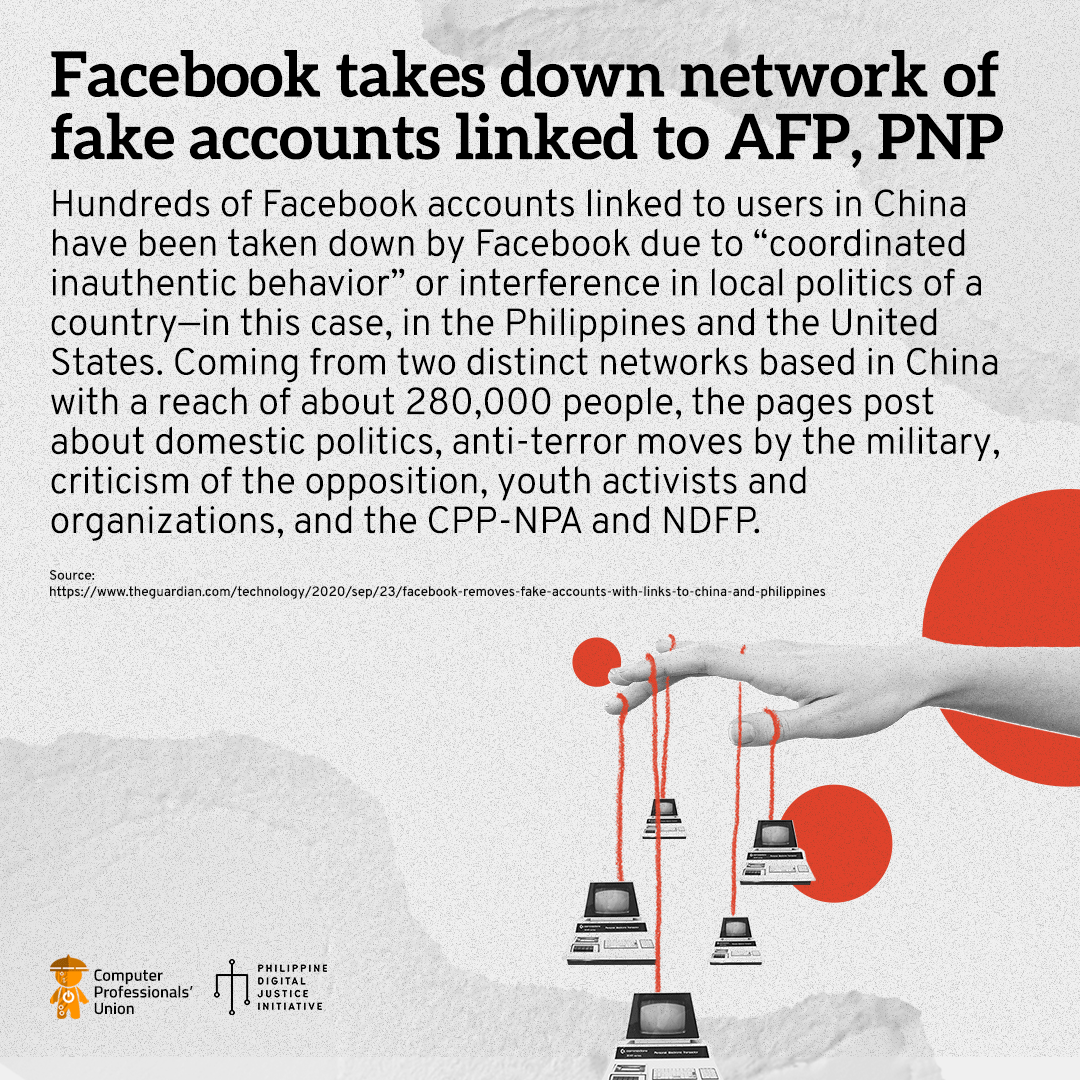 Facebook takes down network of
fake accounts linked to AFP, PNP
Hundreds of Facebook accounts linked to users in China
have been taken down by Facebook due to “coordinated
inauthentic behavior” or interference in local politics of a
country—in this case, in the Philippines and the United
States. Coming from two distinct networks based in China
with a reach of about 280,000 people, the pages post
about domestic politics, anti-terror moves by the military,
criticism of the opposition, youth activists and
organizations, and the CPP-NPA and NDFP.
Source:
https://www.theguardian.com/technology/2020/sep/23/facebook-removes-fake-accounts-with-links-to-china-and-philippines
Computer
Professionals’
Union
PHILIPPINE
DIGITAL
JUSTICE
INITIATIVE